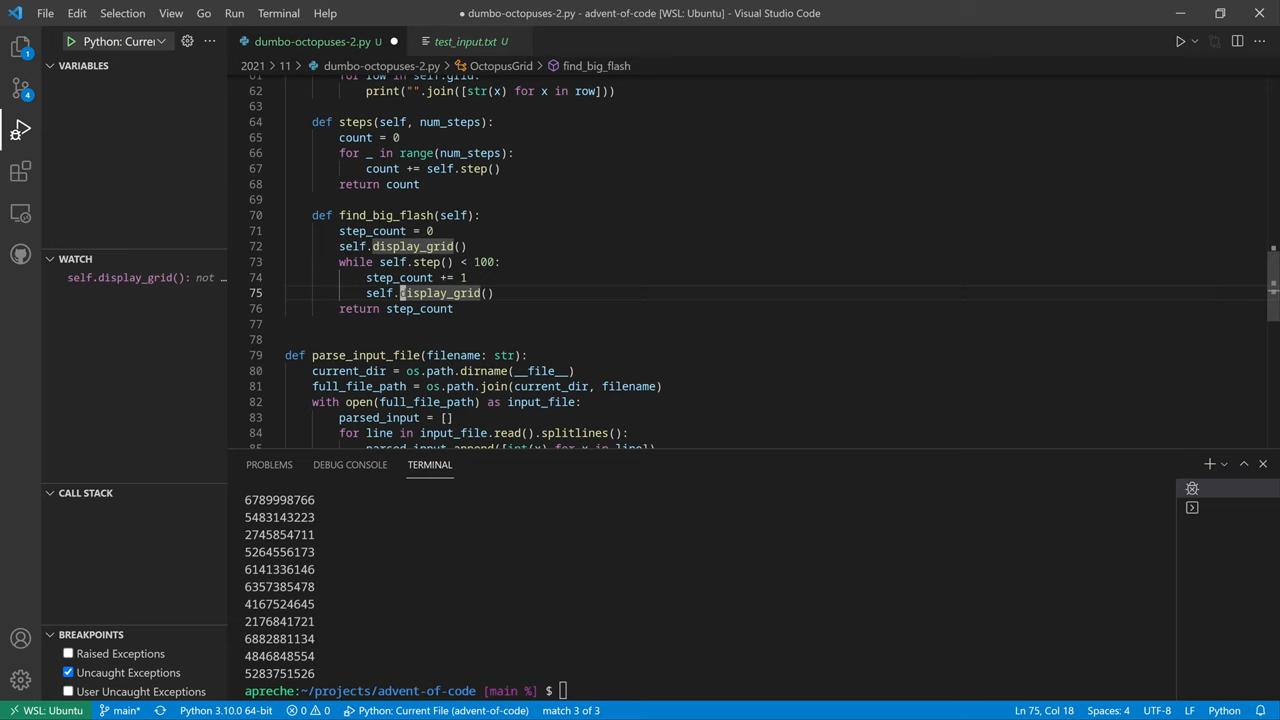 File Edit Selection View Go Run Terminal Help
● dumbo-octopuses-2.py - advent-of-code [WSL: Ubuntu] - Visual Studio Code
Python: Curre
dumbo-octopuses-2.py U ●
test_input.txt U
VARIABLES
2021 > 11 > dumbo-octopuses-2.py > OctopusGrid > find_big_flash
61 for row in self.grid:
62 print("".join([str(x) for x in row]))
63
64 def steps(self, num_steps):
65 count = 0
66 for _ in range(num_steps):
67 count += self.step()
68 return count
69
70 def find_big_flash(self):
71 step_count = 0
72 self.display_grid()
73 while self.step() < 100:
74 step_count += 1
75 self.display_grid()
76 return step_count
77
78
79 def parse_input_file(filename: str):
80 current_dir = os.path.dirname(__file__)
81 full_file_path = os.path.join(current_dir, filename)
82 with open(full_file_path) as input_file:
83 parsed_input = []
84 for line in input_file.read().splitlines():
85 parsed_input.append([int(x) for x in line])
1
4
WATCH
self.display_grid(): not …
CALL STACK
BREAKPOINTS
Raised Exceptions
Uncaught Exceptions
User Uncaught Exceptions
PROBLEMS DEBUG CONSOLE TERMINAL
6789998766
5483143223
2745854711
5264556173
6141336146
6357385478
4167524645
2176841721
6882881134
4846848554
5283751526
apreche:~/projects/advent-of-code [main %] $
WSL: Ubuntu main* Python 3.10.0 64-bit 0 0 Python: Current File (advent-of-code) match 3 of 3 Ln 75, Col 18 Spaces: 4 UTF-8 LF Python